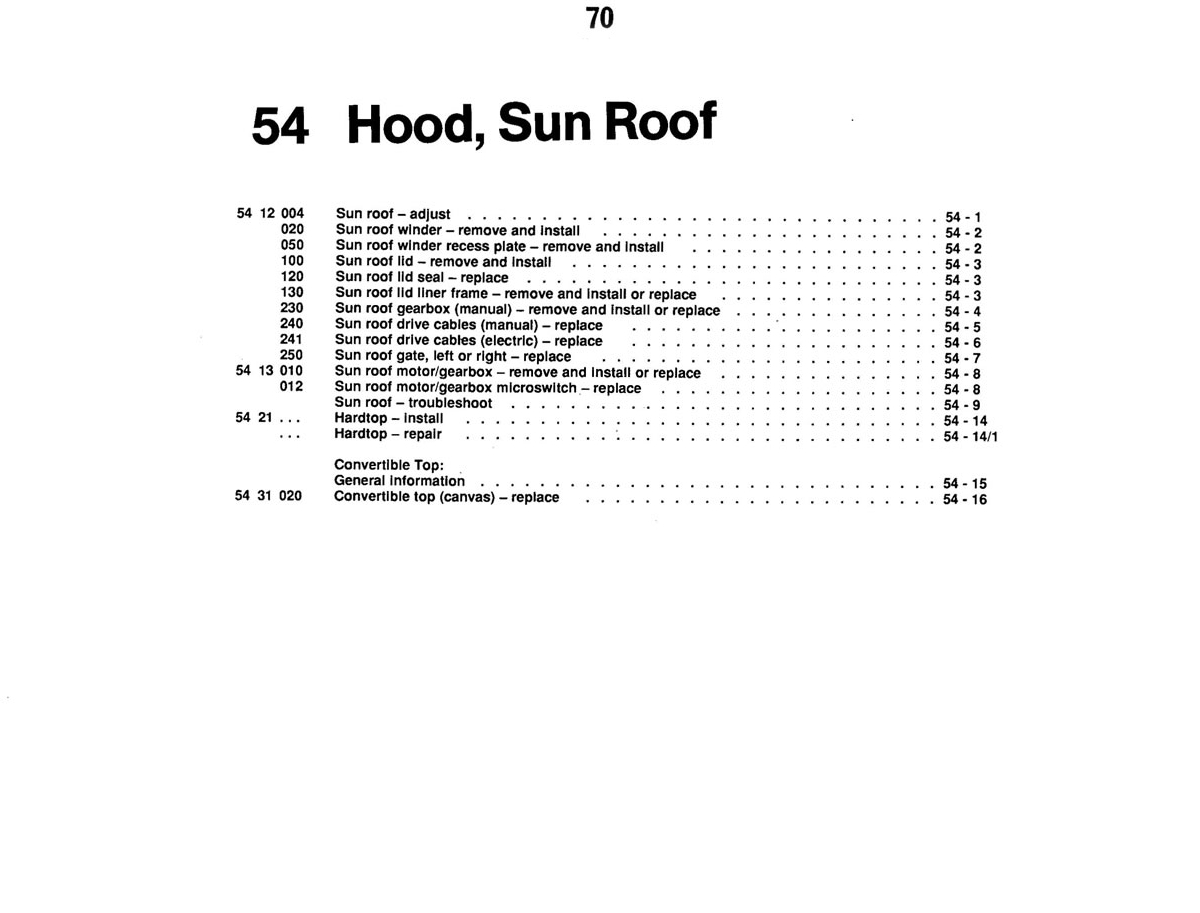 70
54 Hood, Sun Roof
54 12 004 Sun roof – adjust . . . . . . . . . . . . . . . . . . . . . . . . . . . . . . . . 54 - 1
020 Sun roof winder – remove and install . . . . . . . . . . . . . . . . . . . . . . . 54 - 2
050 Sun roof winder recess plate – remove and install . . . . . . . . . . . . . . . . . 54 - 2
100 Sun roof lid – remove and install . . . . . . . . . . . . . . . . . . . . . . . . . 54 - 3
120 Sun roof lid seal – replace . . . . . . . . . . . . . . . . . . . . . . . . . . . . 54 - 3
130 Sun roof lid liner frame – remove and install or replace . . . . . . . . . . . . . . . 54 - 3
230 Sun roof gearbox (manual) – remove and install or replace . . . . . . . . . . . . . . 54 - 4
240 Sun roof drive cables (manual) – replace . . . . . . . . . . . . . . . . . . . . . 54 - 5
241 Sun roof drive cables (electric) – replace . . . . . . . . . . . . . . . . . . . . . 54 - 6
250 Sun roof gate, left or right – replace . . . . . . . . . . . . . . . . . . . . . . . 54 - 7
54 13 010 Sun roof motor/gearbox – remove and install or replace . . . . . . . . . . . . . . . 54 - 8
012 Sun roof motor/gearbox microswitch – replace . . . . . . . . . . . . . . . . . . . 54 - 8
Sun roof – troubleshoot . . . . . . . . . . . . . . . . . . . . . . . . . . . . . 54 - 9
54 21 . . . Hardtop – install . . . . . . . . . . . . . . . . . . . . . . . . . . . . . . . . 54 - 14
. . . Hardtop – repair . . . . . . . . . . . . . . . . . . . . . . . . . . . . . . . . 54 - 14/1
Convertible Top:
General Information . . . . . . . . . . . . . . . . . . . . . . . . . . . . . . . 54 - 15
54 31 020 Convertible top (canvas) – replace . . . . . . . . . . . . . . . . . . . . . . . . 54 - 16